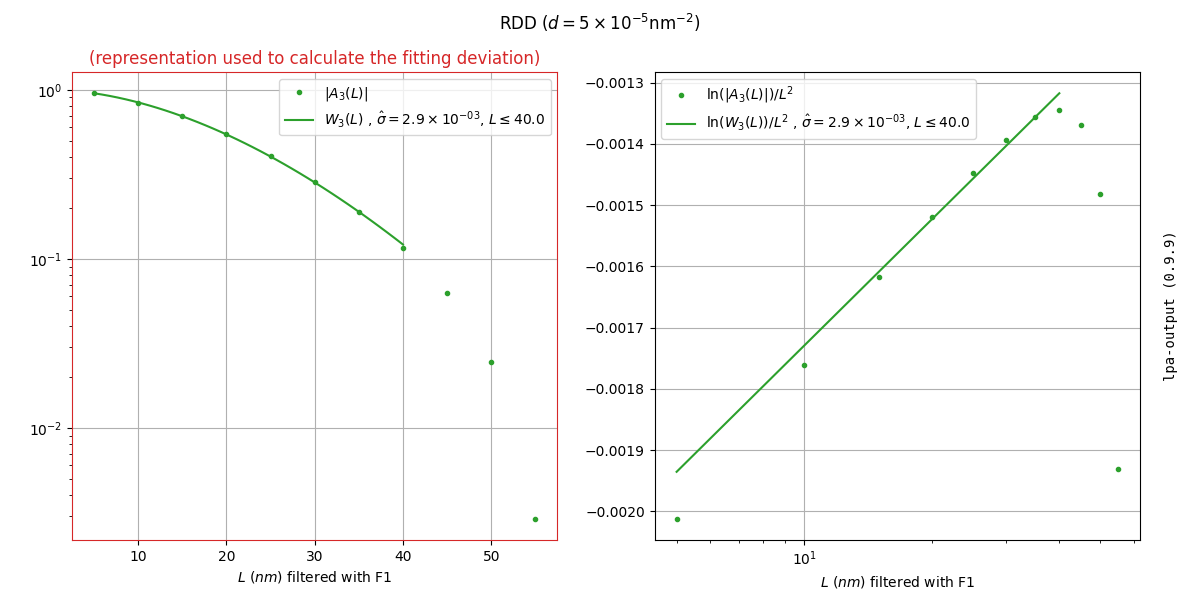 RDD (d = 5 × 10⁻⁵nm⁻²)
(representation used to calculate the fitting deviation)
|A₃(L)|
W₃(L) , σ̂ = 2.9 × 10⁻⁰³, L ≤ 40.0
10⁰
10⁻¹
10⁻²
10 20 30 40 50
L (nm) filtered with F1
ln(|A₃(L)|)/L²
ln(W₃(L))/L² , σ̂ = 2.9 × 10⁻⁰³, L ≤ 40.0
−0.0013
−0.0014
−0.0015
−0.0016
−0.0017
−0.0018
−0.0019
−0.0020
10¹
L (nm) filtered with F1
lpa-output (0.9.9)